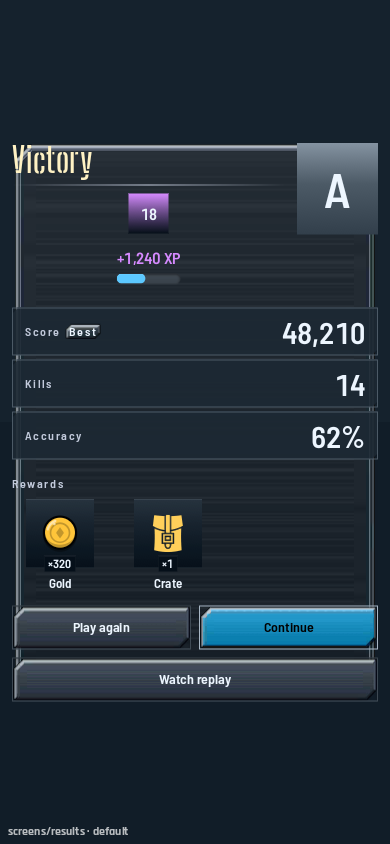 Victory
A
18
+1,240 XP
Score Best 48,210
Kills 14
Accuracy 62%
Rewards
×320 ×1
Gold Crate
Play again Continue
Watch replay
screens/results · default